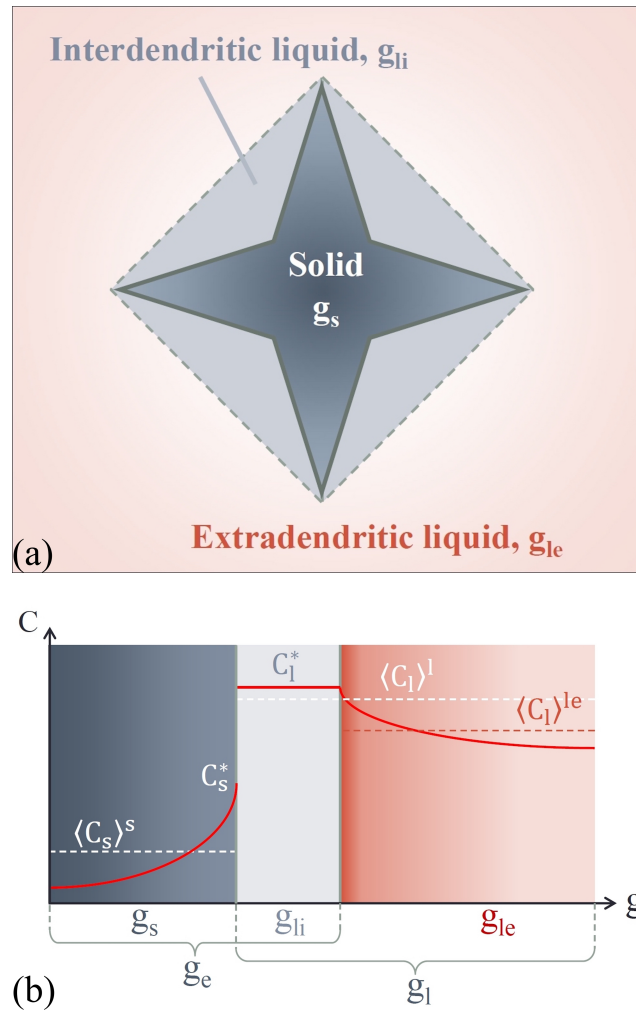 Interdendritic liquid, g_li
Solid
g_s
Extradendritic liquid, g_le
(a)
C
C_l^*
⟨C_l⟩^l
⟨C_l⟩^le
C_s^*
⟨C_s⟩^s
g
g_s
g_li
g_le
g_e
g_l
(b)